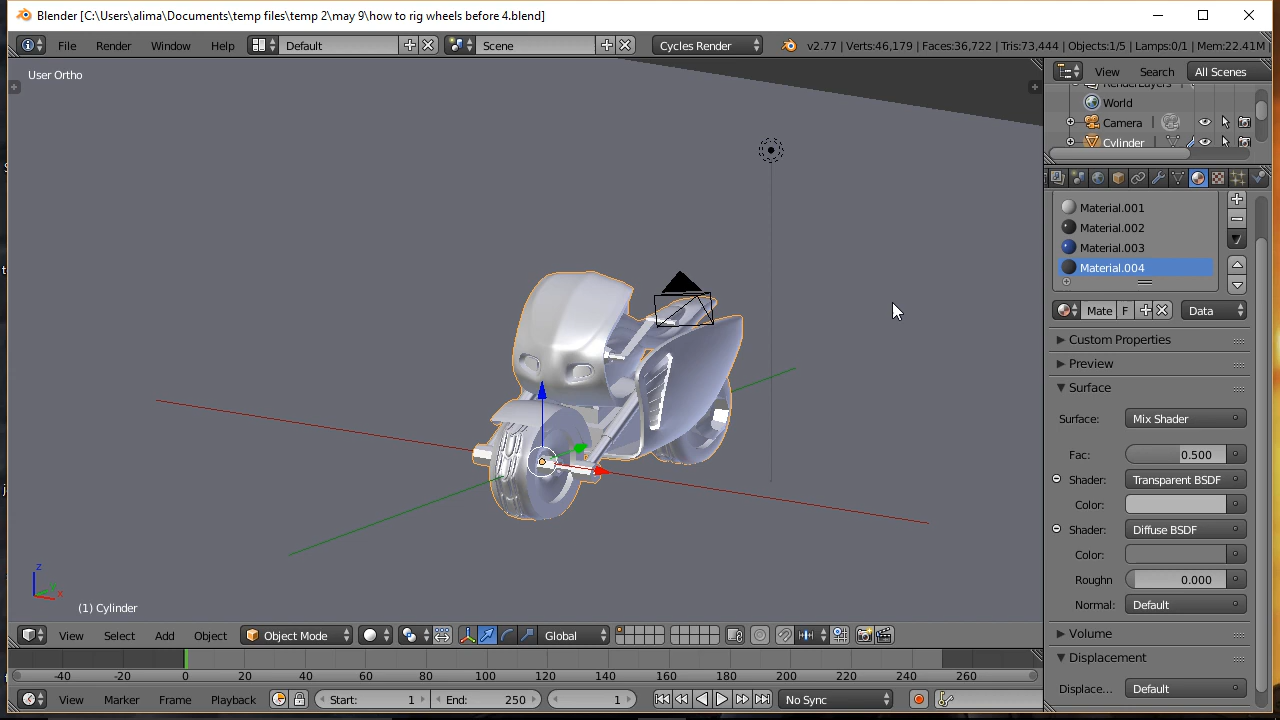 Blender [C:\Users\alima\Documents\temp files\temp 2\may 9\how to rig wheels before 4.blend]
File Render Window Help Default Scene Cycles Render v2.77 | Verts:46,179 | Faces:36,722 | Tris:73,444 | Objects:1/5 | Lamps:0/1 | Mem:22.41M
User Ortho
View Search All Scenes
RenderLayers
World
Camera
Cylinder
Material.001
Material.002
Material.003
Material.004
Mate F Data
Custom Properties
Preview
Surface
Surface: Mix Shader
Fac: 0.500
Shader: Transparent BSDF
Color:
Shader: Diffuse BSDF
Color:
Roughn 0.000
Normal: Default
Volume
Displacement
Displace... Default
z
x
(1) Cylinder
View Select Add Object Object Mode Global
-40 -20 0 20 40 60 80 100 120 140 160 180 200 220 240 260
View Marker Frame Playback Start: 1 End: 250 1 No Sync